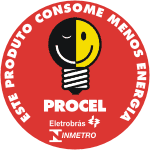 ESTE PRODUTO CONSOME MENOS ENERGIA
PROCEL
Eletrobrás
INMETRO